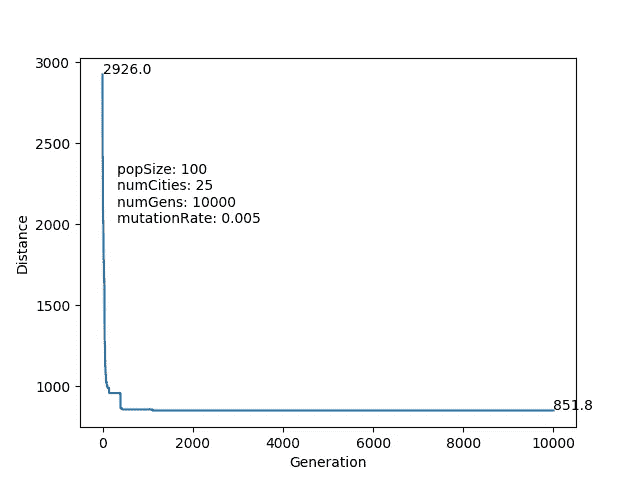 3000
2926.0
2500
popSize: 100
numCities: 25
numGens: 10000
mutationRate: 0.005
2000
Distance
1500
1000
851.8
0
2000
4000
6000
8000
10000
Generation